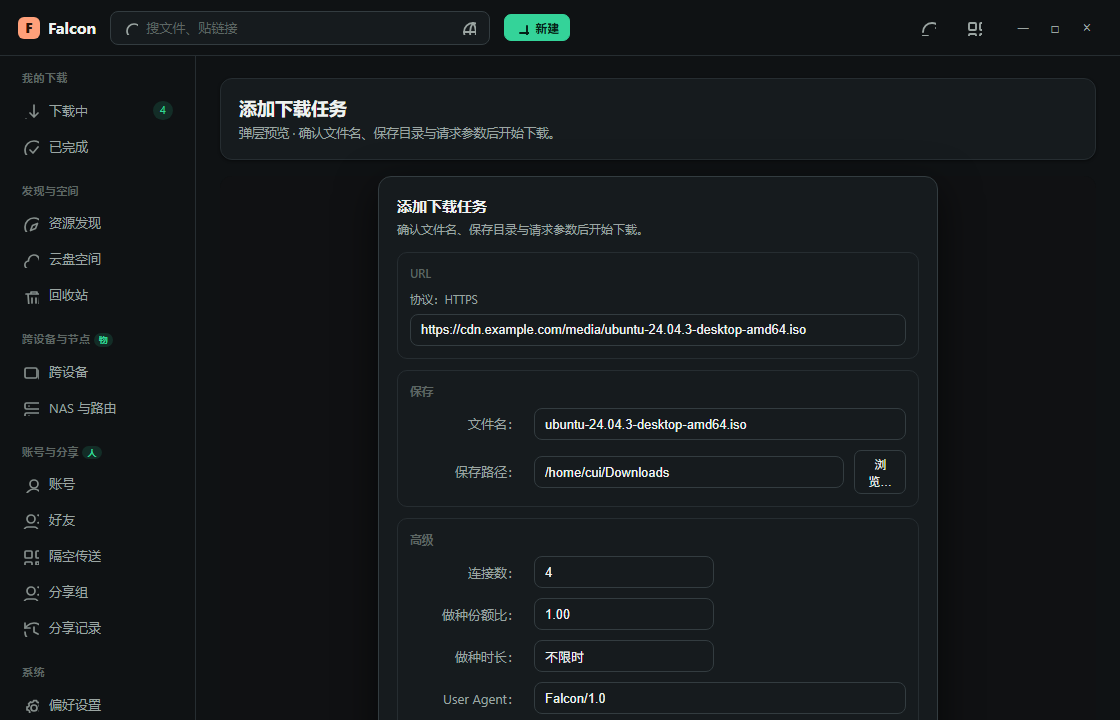 F Falcon
搜文件、贴链接
新建
我的下载
下载中 4
已完成
发现与空间
资源发现
云盘空间
回收站
跨设备与节点 物
跨设备
NAS 与路由
账号与分享 人
账号
好友
隔空传送
分享组
分享记录
系统
偏好设置
添加下载任务
弹层预览 · 确认文件名、保存目录与请求参数后开始下载。
添加下载任务
确认文件名、保存目录与请求参数后开始下载。
URL
协议：HTTPS
https://cdn.example.com/media/ubuntu-24.04.3-desktop-amd64.iso
保存
文件名： ubuntu-24.04.3-desktop-amd64.iso
保存路径： /home/cui/Downloads
浏
览…
高级
连接数： 4
做种份额比： 1.00
做种时长： 不限时
User Agent： Falcon/1.0